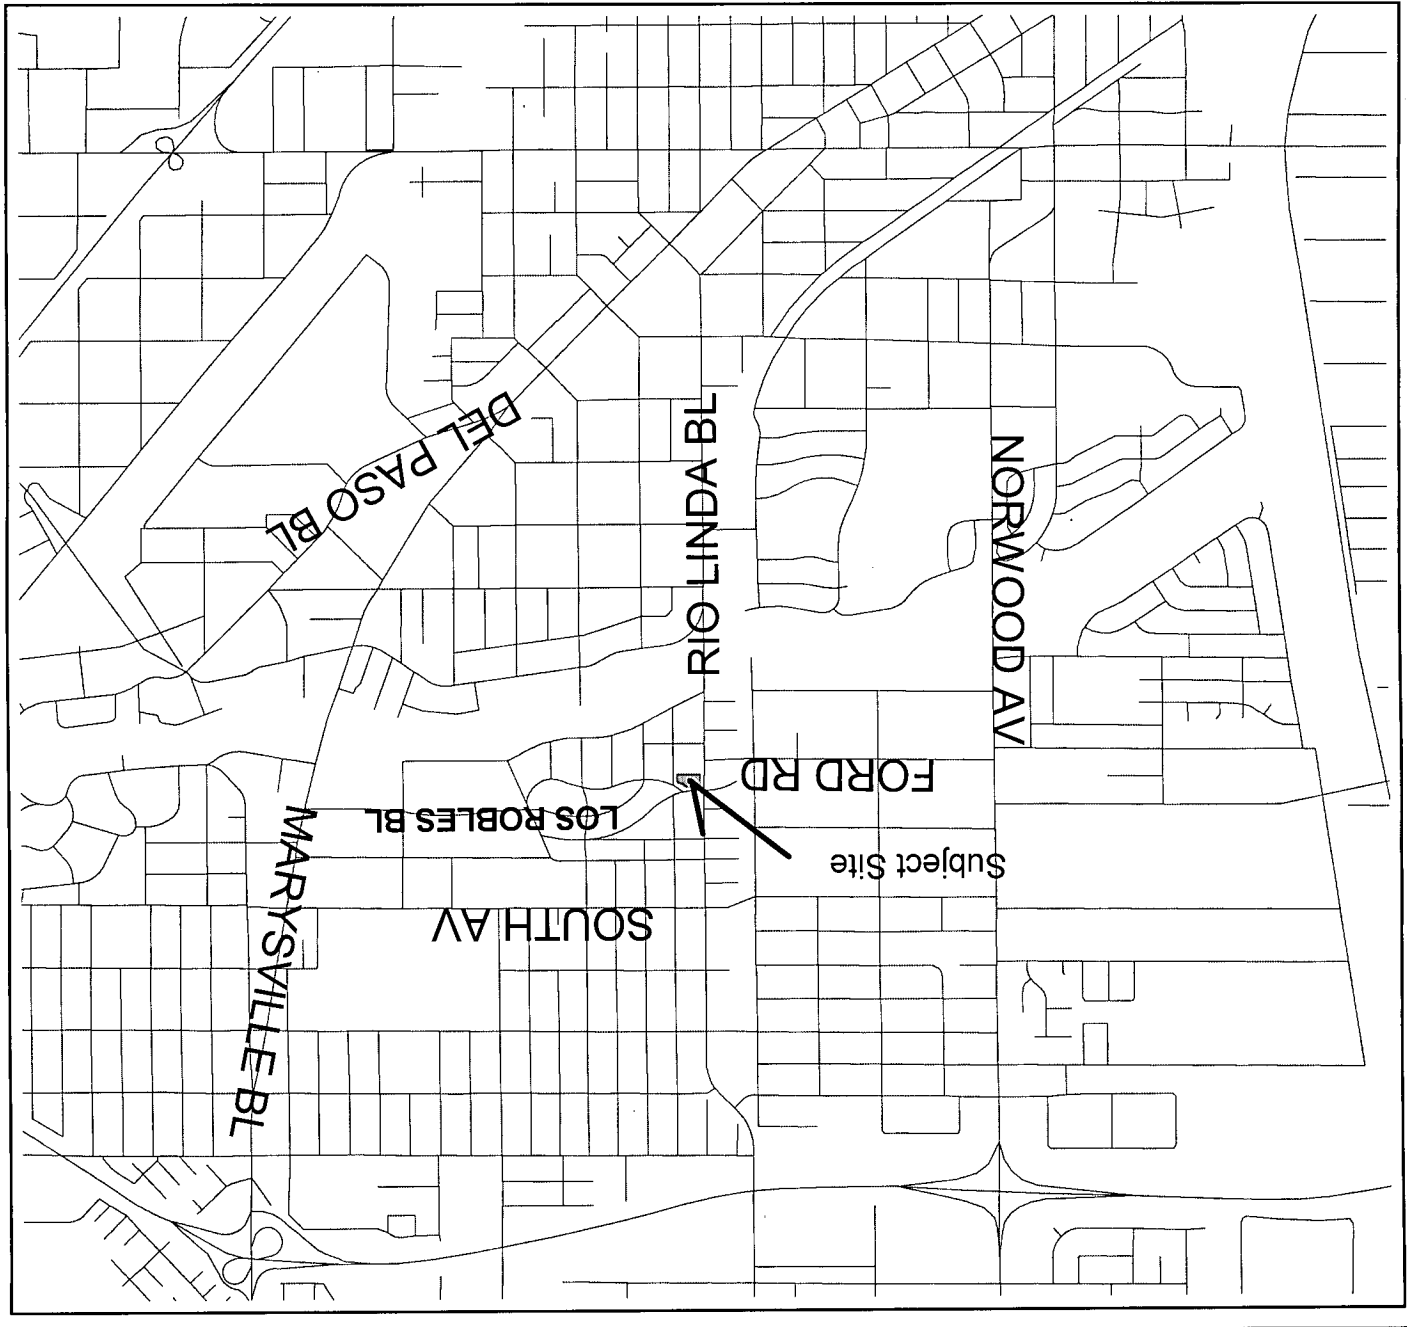 MARYSVILLE BL
SOUTH AV
Subject Site
LOS ROBLES BL
FORD RD
NORWOOD AV
RIO LINDA BL
DEL PASO BL